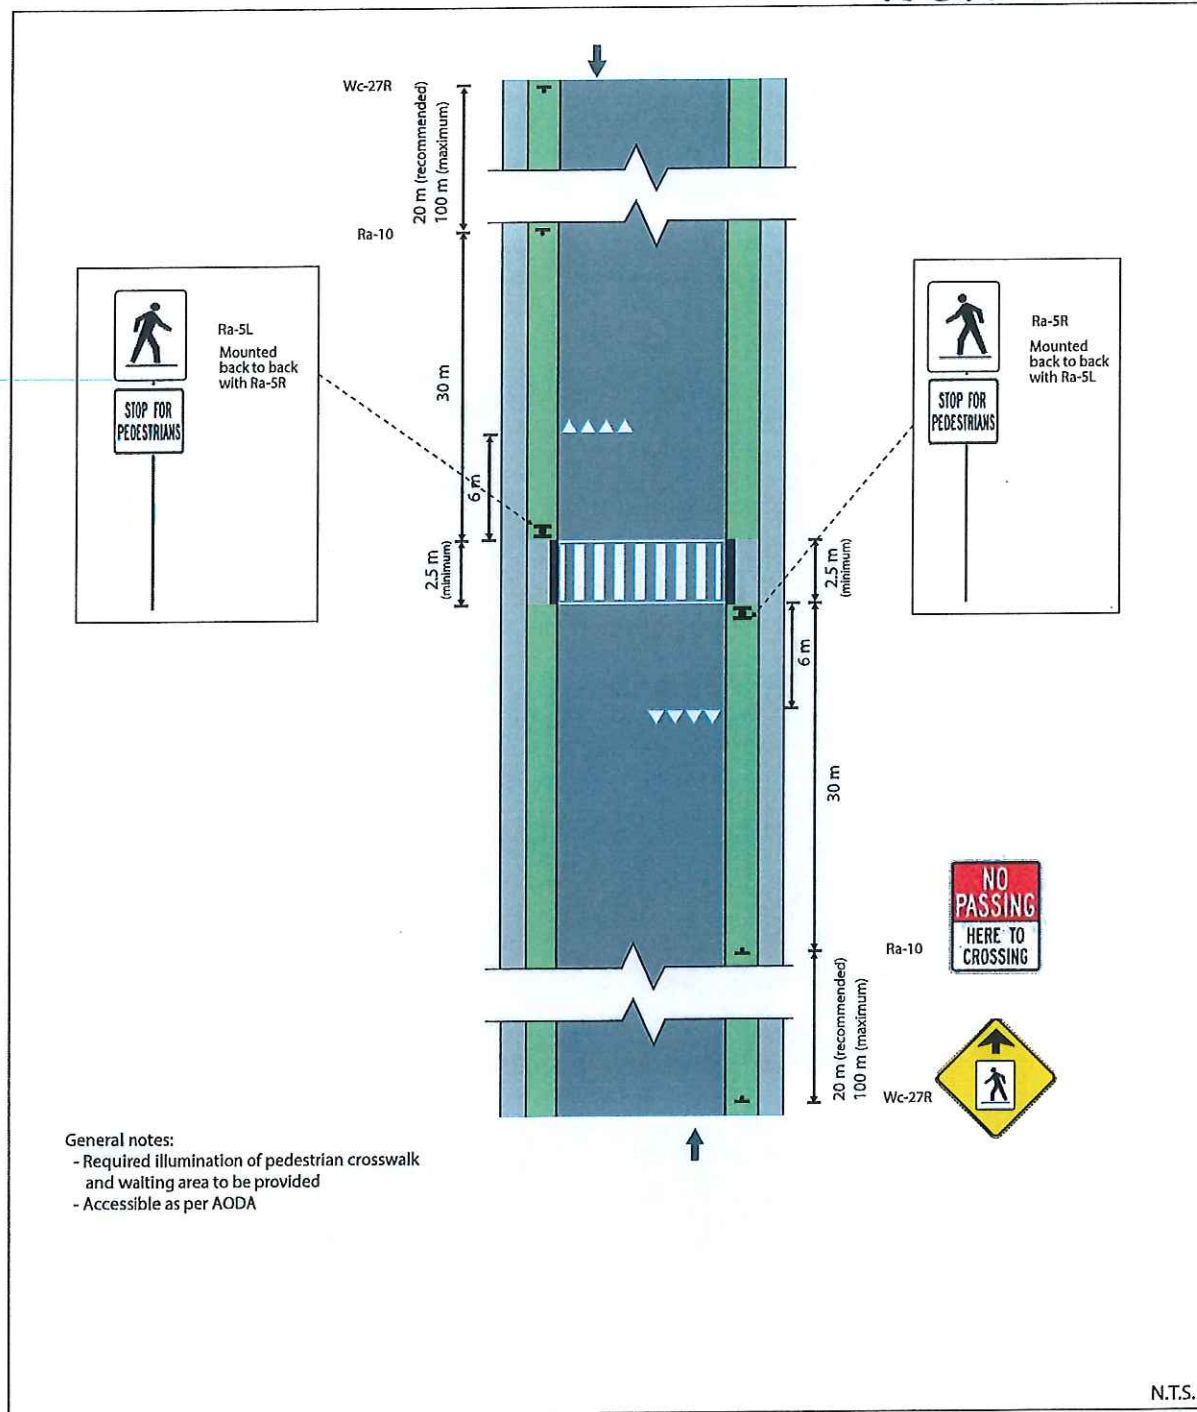 Wc-27R
20 m (recommended)
100 m (maximum)
Ra-10
30 m
6 m
2.5 m
(minimum)
Ra-5L
Mounted
back to back
with Ra-5R
STOP FOR
PEDESTRIANS
Ra-5R
Mounted
back to back
with Ra-5L
STOP FOR
PEDESTRIANS
2.5 m
(minimum)
6 m
30 m
Ra-10
NO
PASSING
HERE TO
CROSSING
20 m (recommended)
100 m (maximum)
Wc-27R
General notes:
- Required illumination of pedestrian crosswalk
and waiting area to be provided
- Accessible as per AODA
N.T.S.